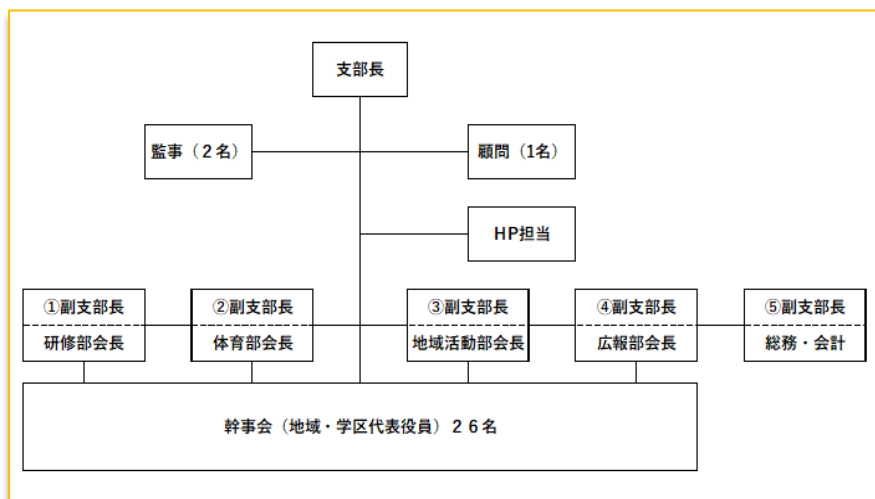 支部長
監事（２名）
顧問（1名）
HP担当
①副支部長
研修部会長
②副支部長
体育部会長
③副支部長
地域活動部会長
④副支部長
広報部会長
⑤副支部長
総務・会計
幹事会（地域・学区代表役員）２６名